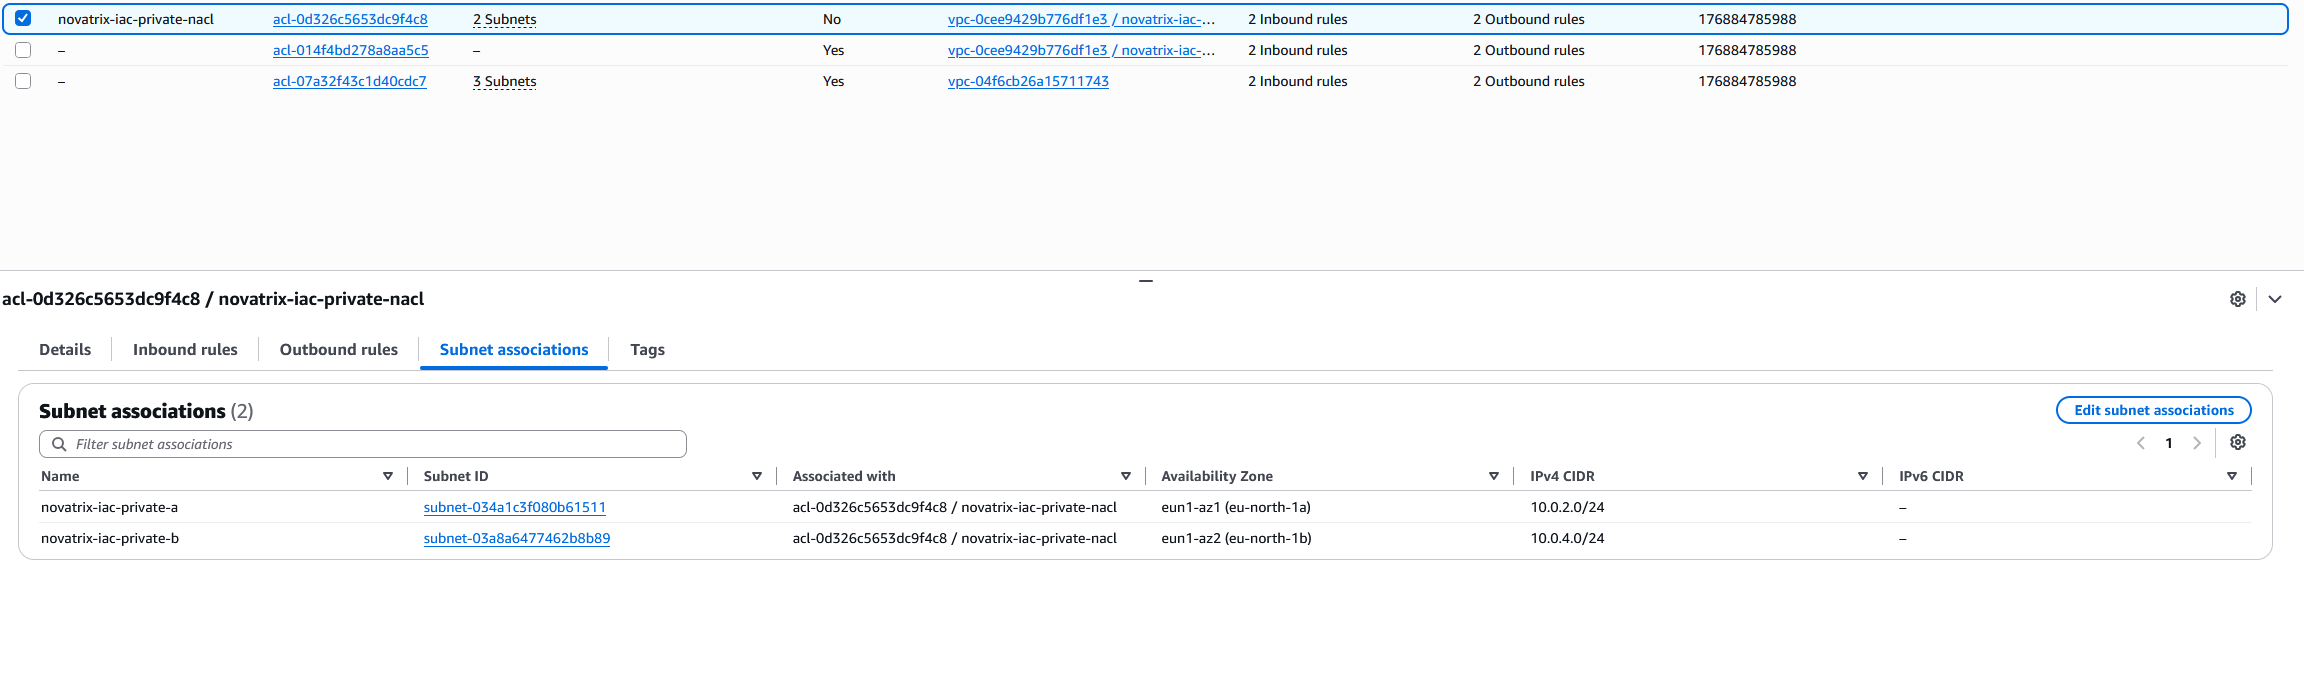 novatrix-iac-private-nacl acl-0d326c5653dc9f4c8 2 Subnets No vpc-0cee9429b776df1e3 / novatrix-iac-... 2 Inbound rules 2 Outbound rules 176884785988
– acl-014f4bd278a8aa5c5 – Yes vpc-0cee9429b776df1e3 / novatrix-iac-... 2 Inbound rules 2 Outbound rules 176884785988
– acl-07a32f43c1d40cdc7 3 Subnets Yes vpc-04f6cb26a15711743 2 Inbound rules 2 Outbound rules 176884785988
acl-0d326c5653dc9f4c8 / novatrix-iac-private-nacl
Details Inbound rules Outbound rules Subnet associations Tags
Subnet associations (2) Edit subnet associations
Filter subnet associations 1
Name Subnet ID Associated with Availability Zone IPv4 CIDR IPv6 CIDR
novatrix-iac-private-a subnet-034a1c3f080b61511 acl-0d326c5653dc9f4c8 / novatrix-iac-private-nacl eun1-az1 (eu-north-1a) 10.0.2.0/24 –
novatrix-iac-private-b subnet-03a8a6477462b8b89 acl-0d326c5653dc9f4c8 / novatrix-iac-private-nacl eun1-az2 (eu-north-1b) 10.0.4.0/24 –